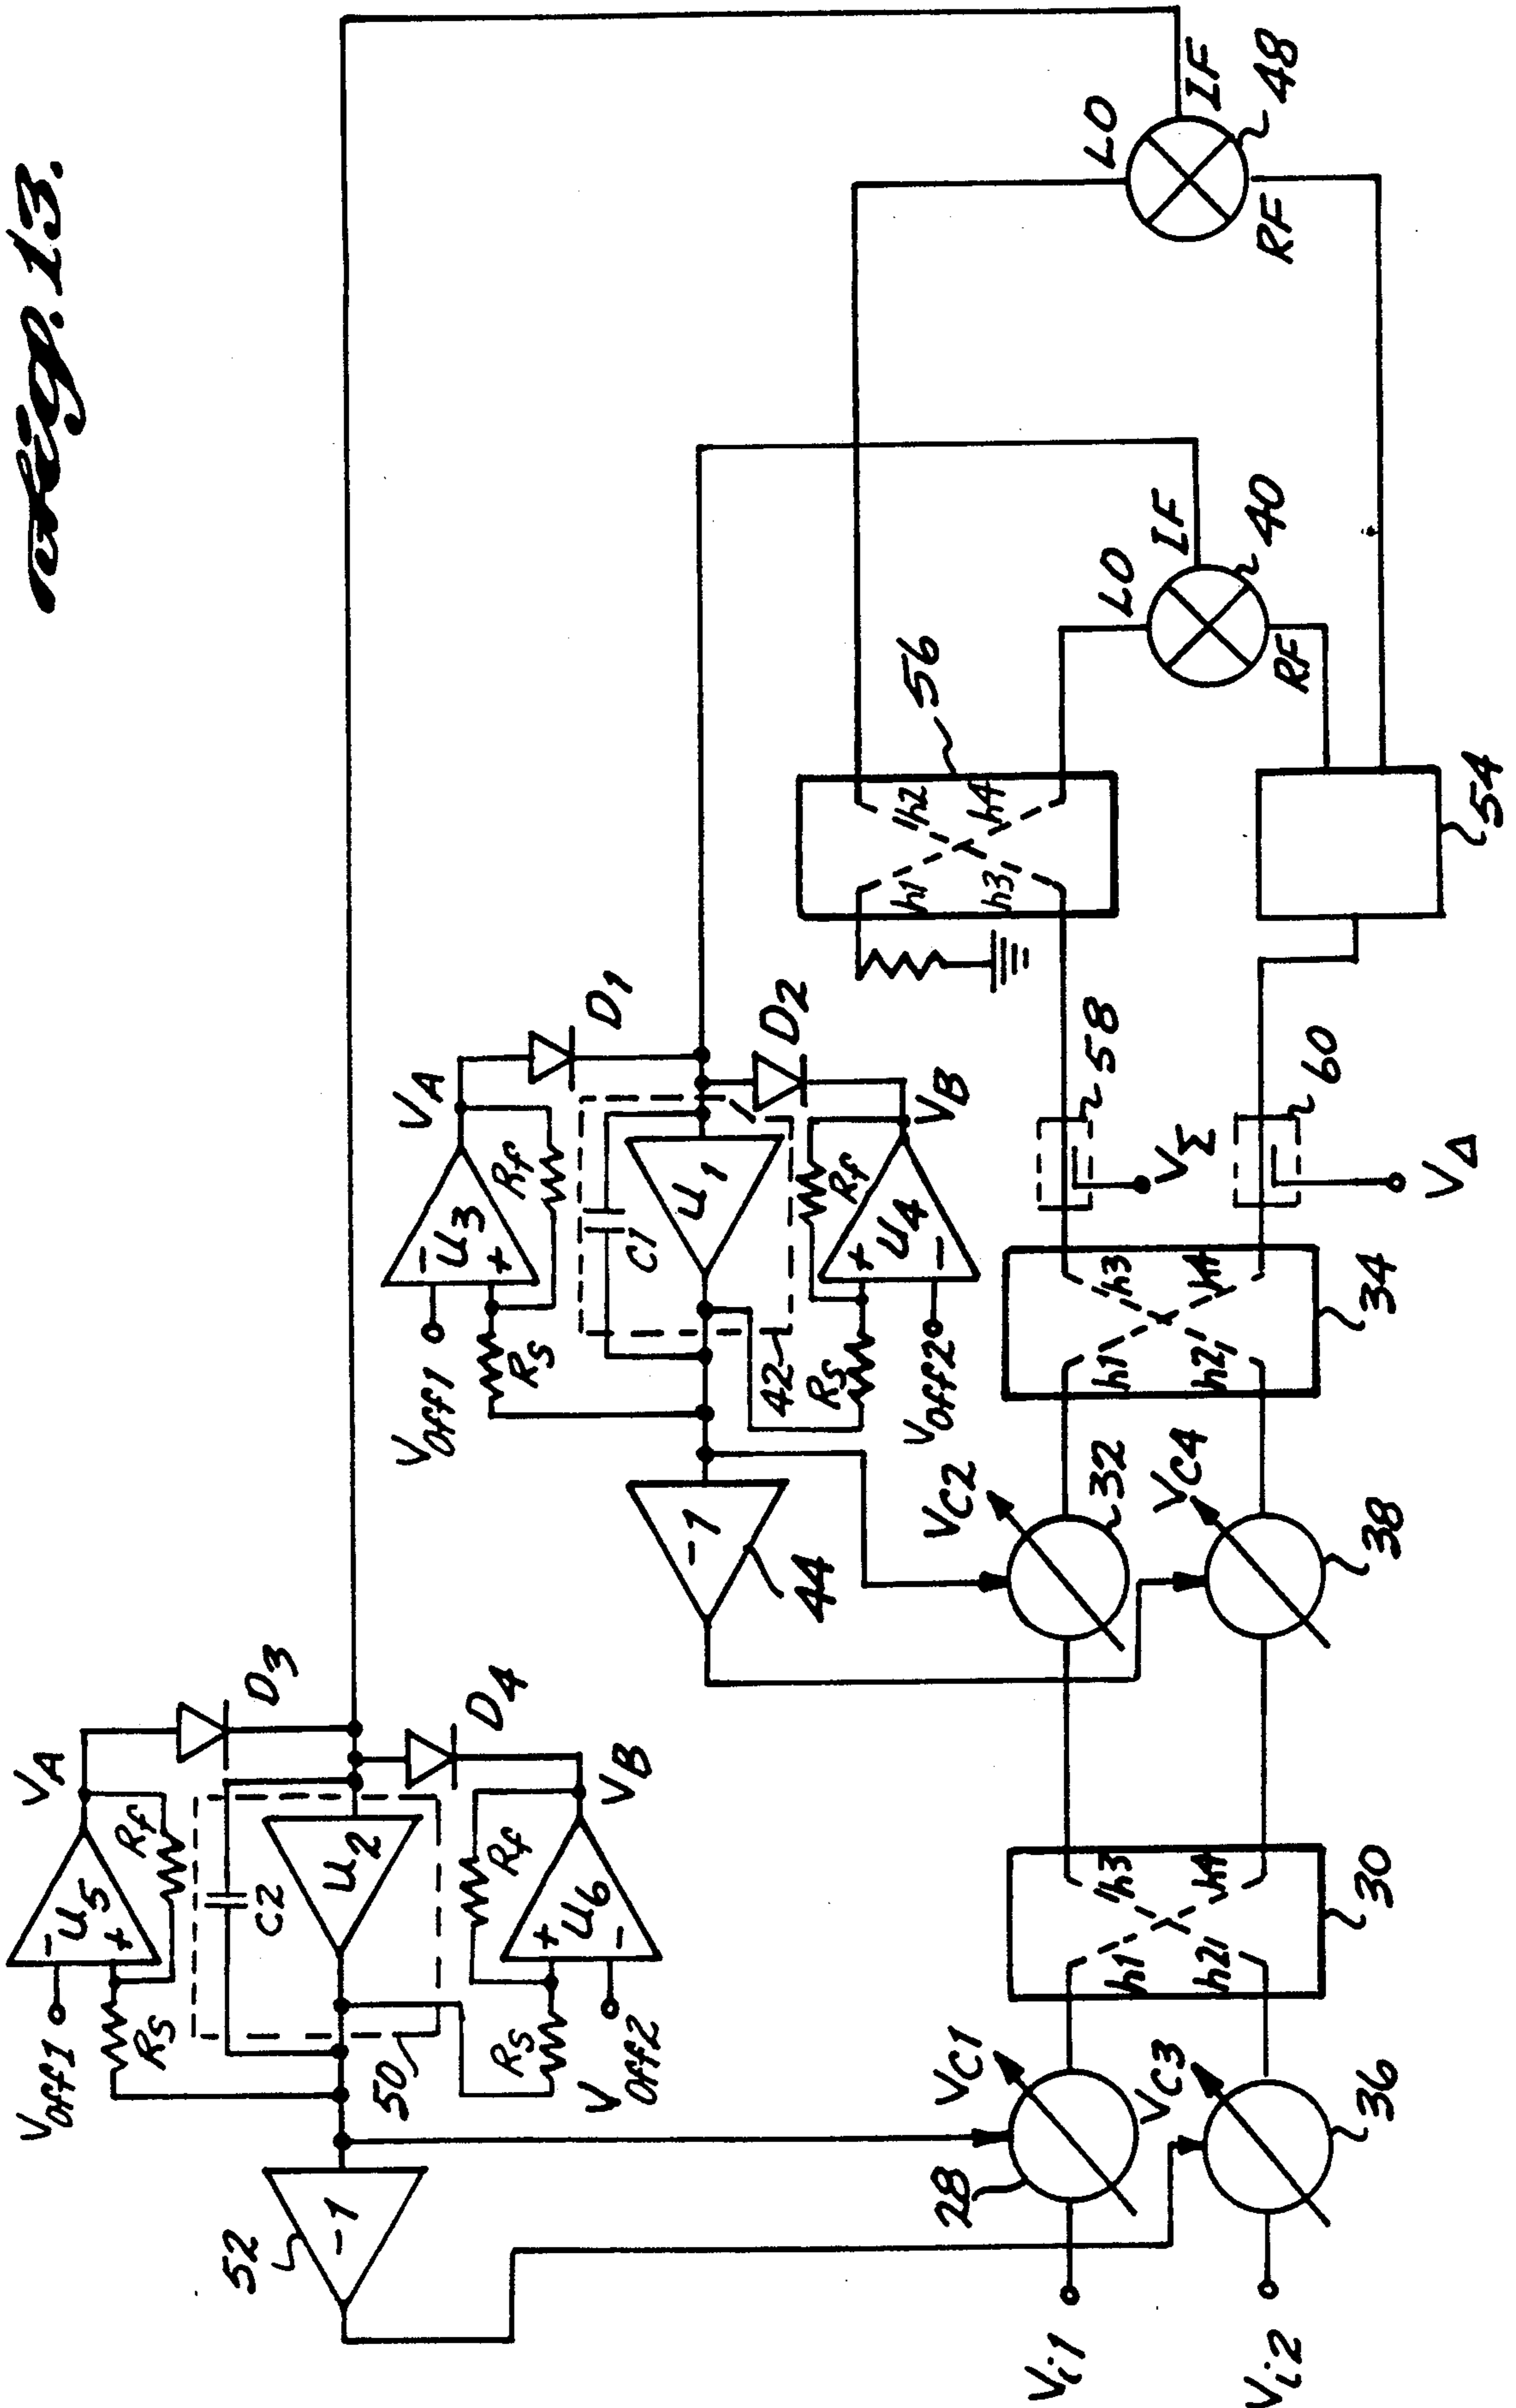 Fig. 13.
52
-1
VOff1
RS
U5
-
+
Rf
VA
D3
C2
U2
50
RS
VOff2
U6
+
-
Rf
VB
D4
44
-1
VOff1
RS
U3
-
+
Rf
VA
D1
C1
U1
42
RS
VOff2
U4
+
-
Rf
VB
D2
Vi1
28
VC1
h1
h3
VC2
32
h1
h3
58
VΣ
h1
h2
h3
h4
56
LO
IF
RF
40
LO
IF
RF
48
Vi2
VC3
36
h2
h4
30
VC4
38
h2
h4
34
60
VΔ
54